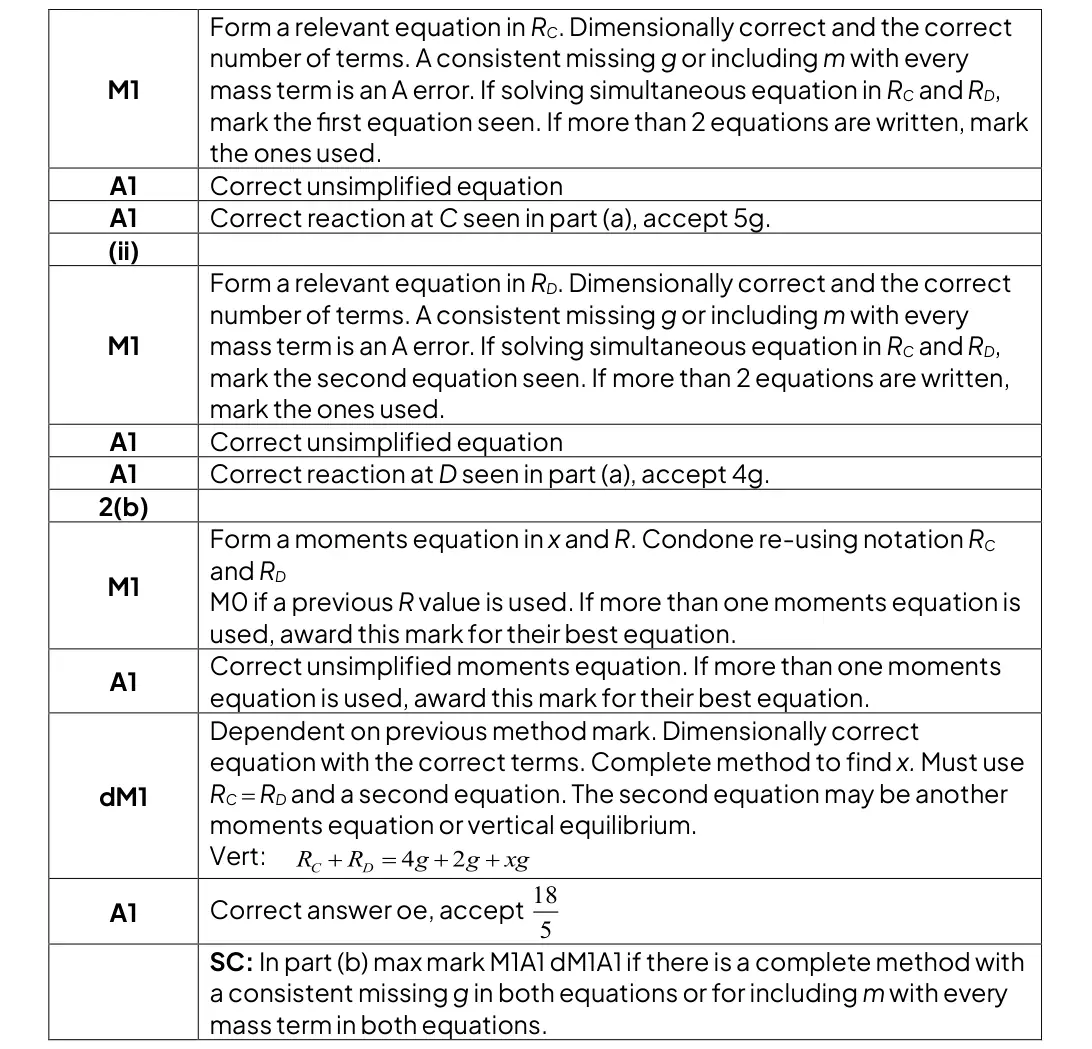 Form a relevant equation in RC. Dimensionally correct and the correct
number of terms. A consistent missing g or including m with every
M1 mass term is an A error. If solving simultaneous equation in RC and RD,
mark the first equation seen. If more than 2 equations are written, mark
the ones used.
A1 Correct unsimplified equation
A1 Correct reaction at C seen in part (a), accept 5g.
(ii)
Form a relevant equation in RD. Dimensionally correct and the correct
number of terms. A consistent missing g or including m with every
M1 mass term is an A error. If solving simultaneous equation in RC and RD,
mark the second equation seen. If more than 2 equations are written,
mark the ones used.
A1 Correct unsimplified equation
A1 Correct reaction at D seen in part (a), accept 4g.
2(b)
Form a moments equation in x and R. Condone re-using notation RC
M1 and RD
M0 if a previous R value is used. If more than one moments equation is
used, award this mark for their best equation.
A1 Correct unsimplified moments equation. If more than one moments
equation is used, award this mark for their best equation.
Dependent on previous method mark. Dimensionally correct
equation with the correct terms. Complete method to find x. Must use
dM1 RC = RD and a second equation. The second equation may be another
moments equation or vertical equilibrium.
Vert: RC + RD = 4g + 2g + xg
A1 Correct answer oe, accept 18/5
SC: In part (b) max mark M1A1 dM1A1 if there is a complete method with
a consistent missing g in both equations or for including m with every
mass term in both equations.